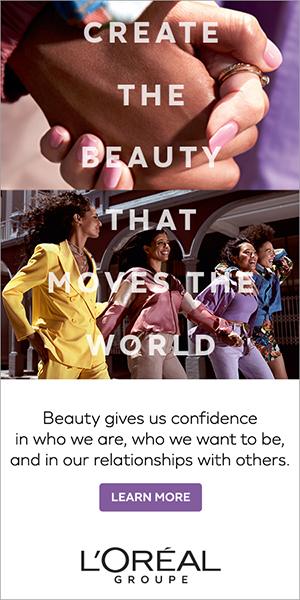 CREATE
THE
BEAUTY
THAT
MOVES THE
WORLD
Beauty gives us confidence
in who we are, who we want to be,
and in our relationships with others.
LEARN MORE
L'ORÉAL
GROUPE